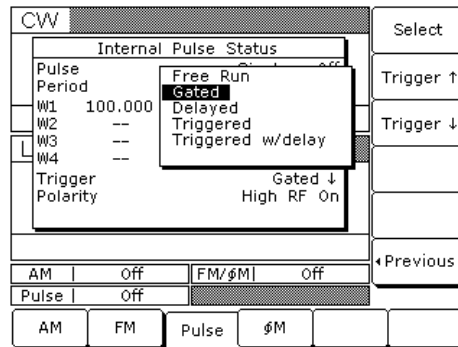 CW
Internal Pulse Status
Pulse
Period
W1 100.000
W2 --
W3 --
W4 --
Free Run
Gated
Delayed
Triggered
Triggered w/delay
Trigger Gated ↓
Polarity High RF On
L
AM | Off FM/ϕM| Off
Pulse | Off
AM FM Pulse ϕM
Select
Trigger ↑
Trigger ↓
◂Previous